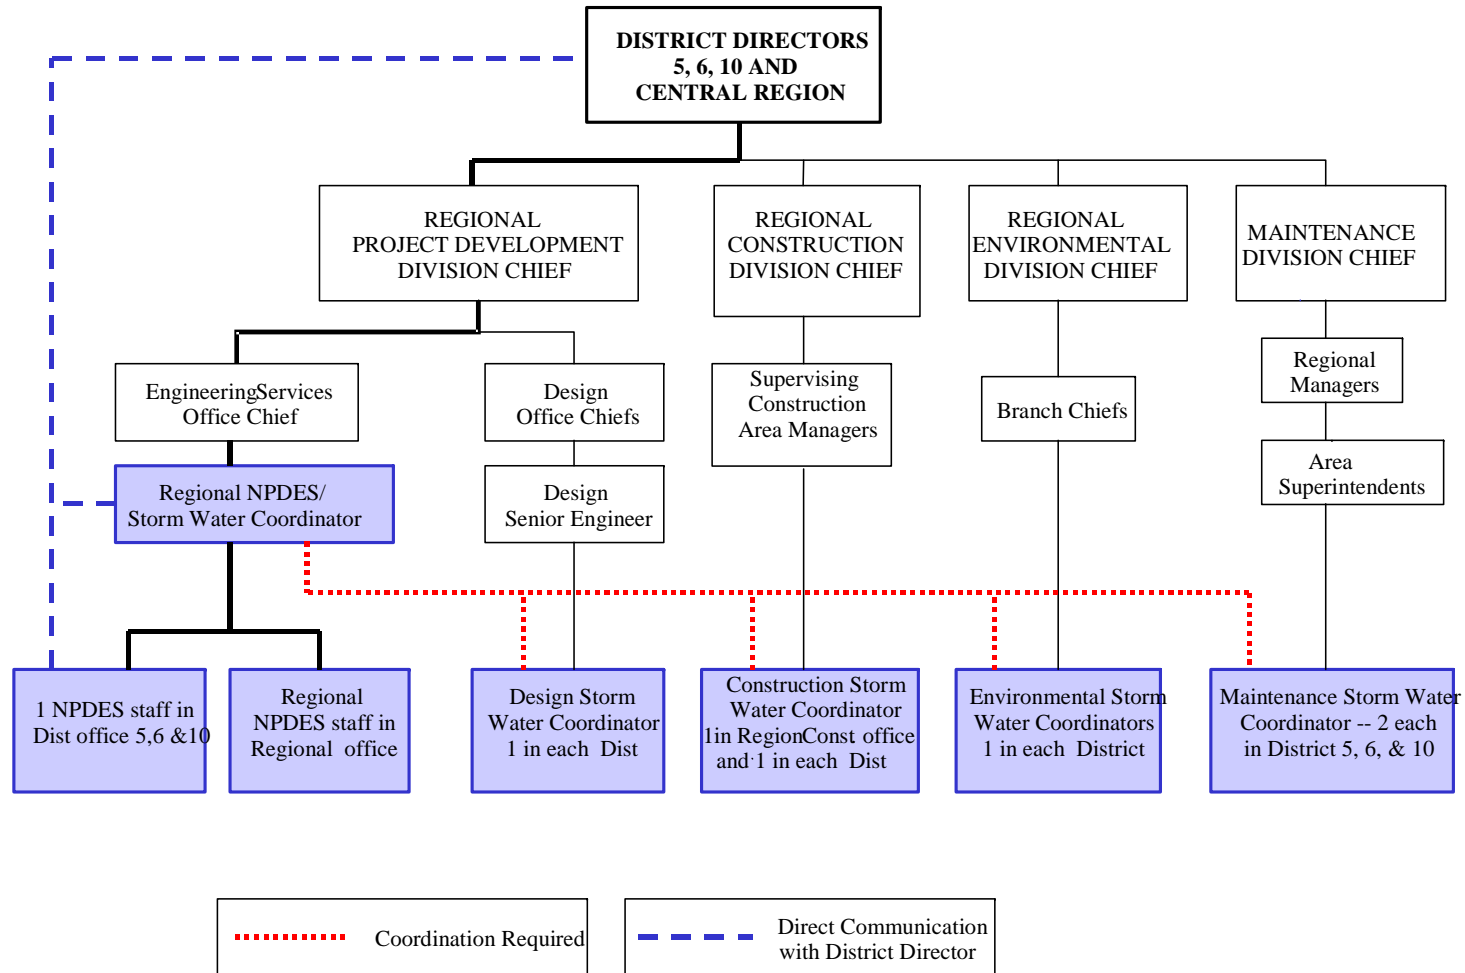 DISTRICT DIRECTORS
5, 6, 10 AND
CENTRAL REGION
REGIONAL
PROJECT DEVELOPMENT
DIVISION CHIEF
REGIONAL
CONSTRUCTION
DIVISION CHIEF
REGIONAL
ENVIRONMENTAL
DIVISION CHIEF
MAINTENANCE
DIVISION CHIEF
EngineeringServices
Office Chief
Design
Office Chiefs
Supervising
Construction
Area Managers
Branch Chiefs
Regional
Managers
Regional NPDES/
Storm Water Coordinator
Design
Senior Engineer
Area
Superintendents
1 NPDES staff in
Dist office 5,6 &10
Regional
NPDES staff in
Regional office
Design Storm
Water Coordinator
1 in each Dist
Construction Storm
Water Coordinator
1in RegionConst office
and 1 in each Dist
Environmental Storm
Water Coordinators
1 in each District
Maintenance Storm Water
Coordinator -- 2 each
in District 5, 6, & 10
Coordination Required
Direct Communication
with District Director